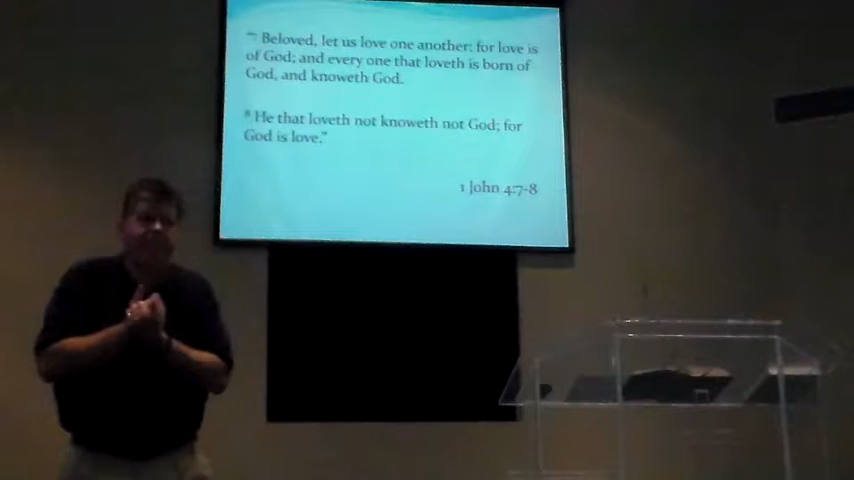 "⁷ Beloved, let us love one another: for love is
of God; and every one that loveth is born of
God, and knoweth God.
⁸ He that loveth not knoweth not God; for
God is love."
1 John 4:7-8